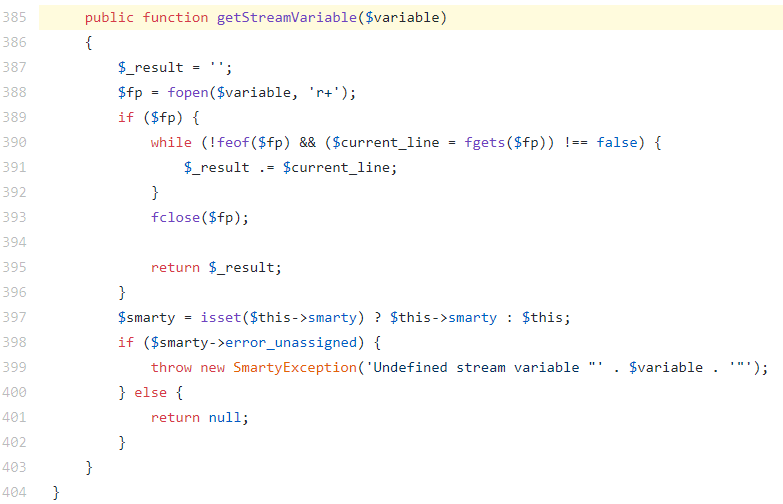 385 public function getStreamVariable($variable)
386 {
387 $_result = '';
388 $fp = fopen($variable, 'r+');
389 if ($fp) {
390 while (!feof($fp) && ($current_line = fgets($fp)) !== false) {
391 $_result .= $current_line;
392 }
393 fclose($fp);
394
395 return $_result;
396 }
397 $smarty = isset($this->smarty) ? $this->smarty : $this;
398 if ($smarty->error_unassigned) {
399 throw new SmartyException('Undefined stream variable "' . $variable . '"');
400 } else {
401 return null;
402 }
403 }
404 }